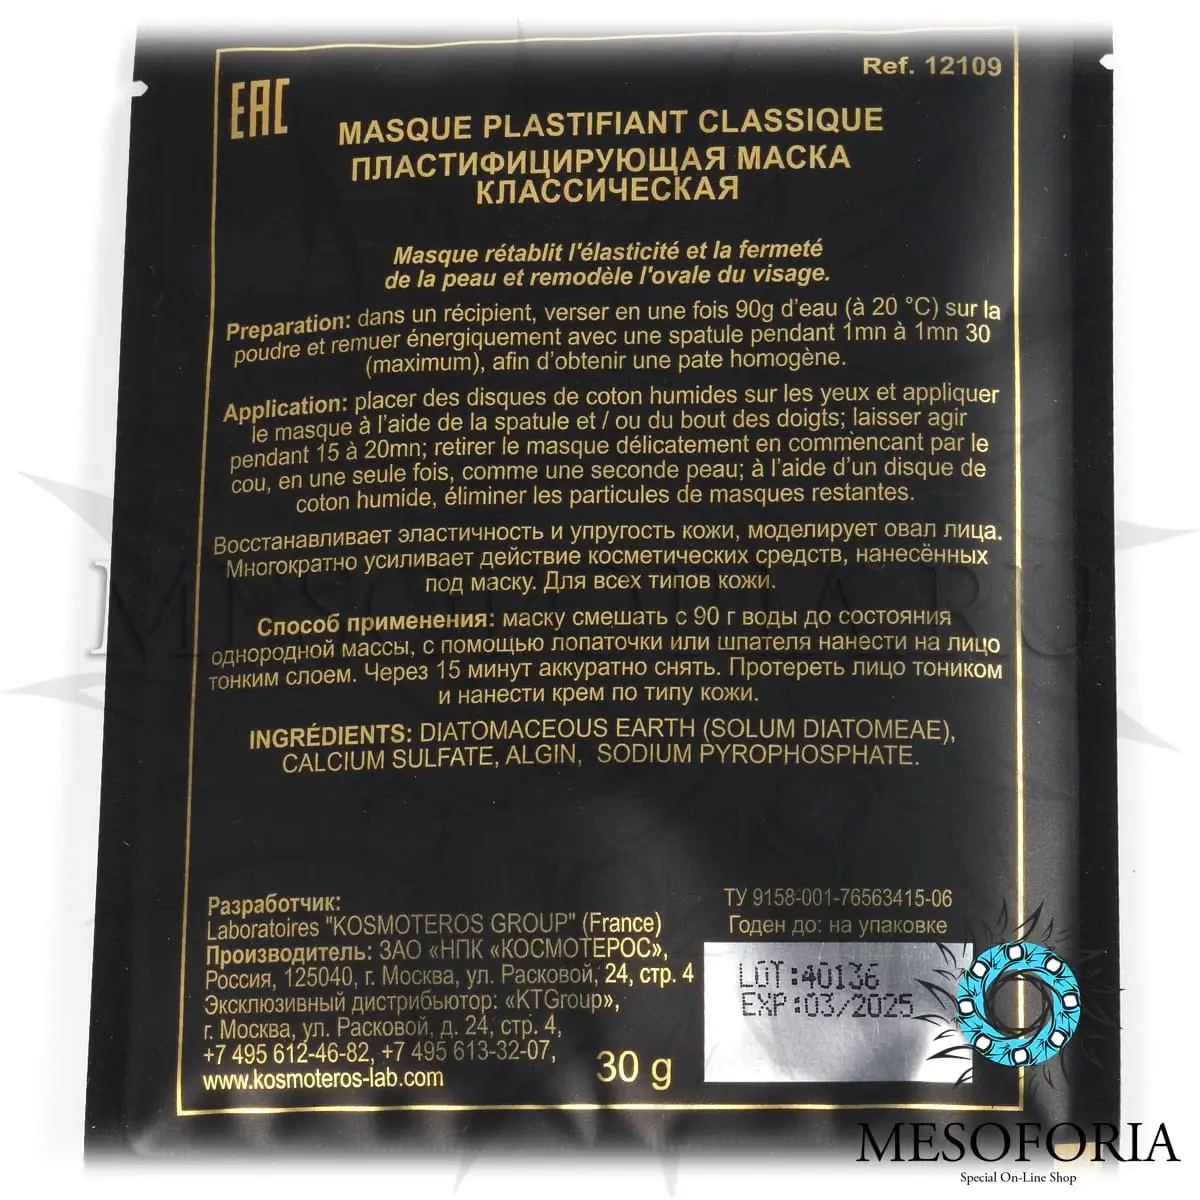 Ref. 12109
EAC
MASQUE PLASTIFIANT CLASSIQUE
ПЛАСТИФИЦИРУЮЩАЯ МАСКА
КЛАССИЧЕСКАЯ
Masque rétablit l'élasticité et la fermeté
de la peau et remodèle l'ovale du visage.
Preparation: dans un récipient, verser en une fois 90g d'eau (à 20 °C) sur la
poudre et remuer énergiquement avec une spatule pendant 1mn à 1mn 30
(maximum), afin d'obtenir une pate homogène.
Application: placer des disques de coton humides sur les yeux et appliquer
le masque à l'aide de la spatule et / ou du bout des doigts; laisser agir
pendant 15 à 20mn; retirer le masque délicatement en commencant par le
cou, en une seule fois, comme une seconde peau; à l'aide d'un disque de
coton humide, éliminer les particules de masques restantes.
Восстанавливает эластичность и упругость кожи, моделирует овал лица.
Многократно усиливает действие косметических средств, нанесённых
под маску. Для всех типов кожи.
Способ применения: маску смешать с 90 г воды до состояния
однородной массы, с помощью лопаточки или шпателя нанести на лицо
тонким слоем. Через 15 минут аккуратно снять. Протереть лицо тоником
и нанести крем по типу кожи.
INGRÉDIENTS: DIATOMACEOUS EARTH (SOLUM DIATOMEAE),
CALCIUM SULFATE, ALGIN, SODIUM PYROPHOSPHATE.
Разработчик:
Laboratoires "KOSMOTEROS GROUP" (France)
Производитель: ЗАО «НПК «КОСМОТЕРОС»,
Россия, 125040, г. Москва, ул. Расковой, 24, стр. 4
Эксклюзивный дистрибьютор: «KTGroup»,
г. Москва, ул. Расковой, д. 24, стр. 4,
+7 495 612-46-82, +7 495 613-32-07,
www.kosmoteros-lab.com
30 g
ТУ 9158-001-76563415-06
Годен до: на упаковке
LOT:40136
EXP:03/2025
MESOFORIA.RU
MESOFORIA
Special On-Line Shop